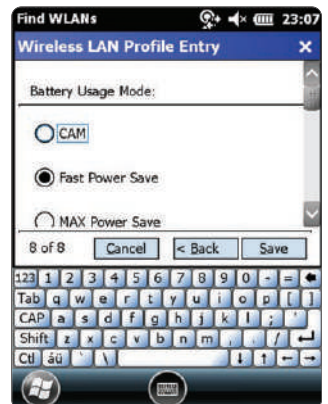 Find WLANs 23:07
Wireless LAN Profile Entry
Battery Usage Mode:
CAM
Fast Power Save
MAX Power Save
8 of 8 Cancel < Back Save
123 1 2 3 4 5 6 7 8 9 0 - =
Tab q w e r t y u i o p [ ]
CAP a s d f g h j k l ; '
Shift z x c v b n m , . /
Ctl áü ` \